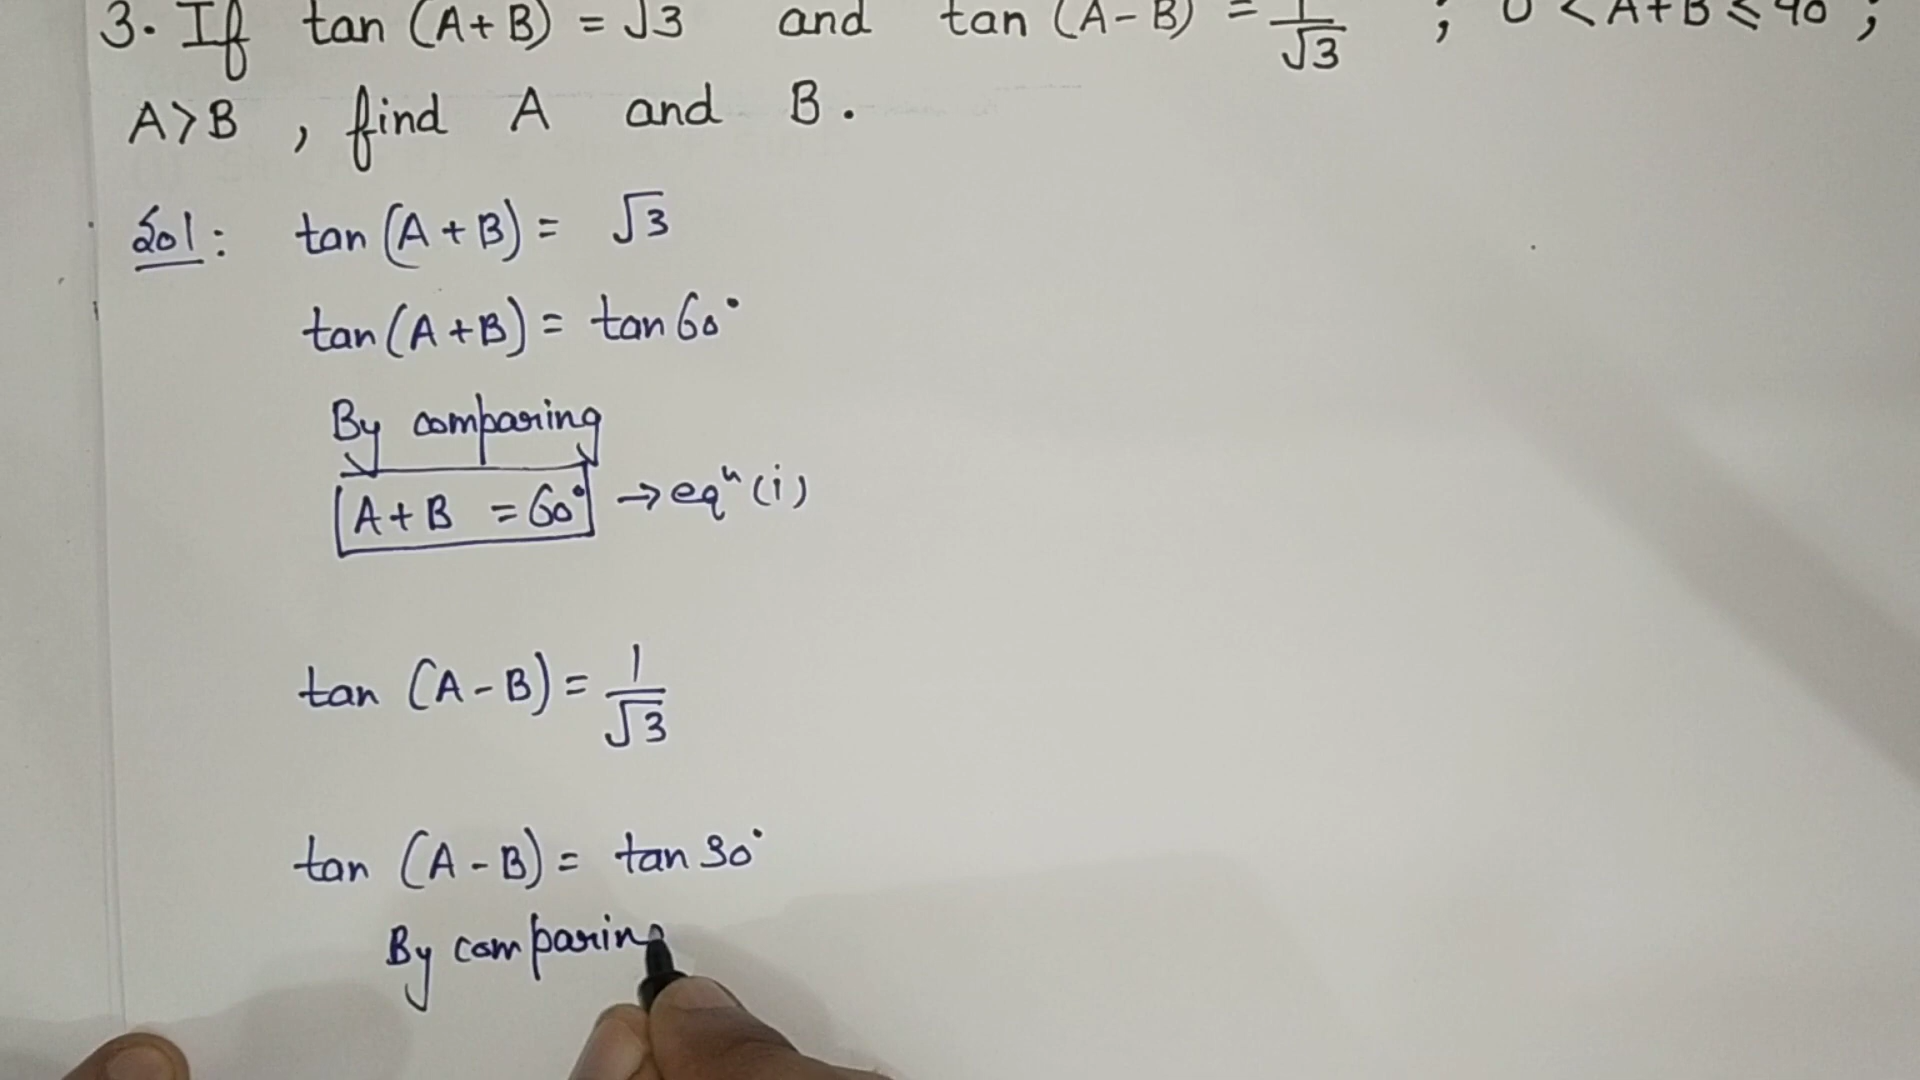 3. If tan (A+B) = √3 and tan (A-B) = 1/√3 ; 0 < A+B ≤ 90° ;
A>B , find A and B.
Sol: tan (A+B) = √3
tan (A+B) = tan 60°
By comparing
A+B = 60° → eqⁿ (i)
tan (A-B) = 1/√3
tan (A-B) = tan 30°
By comparin